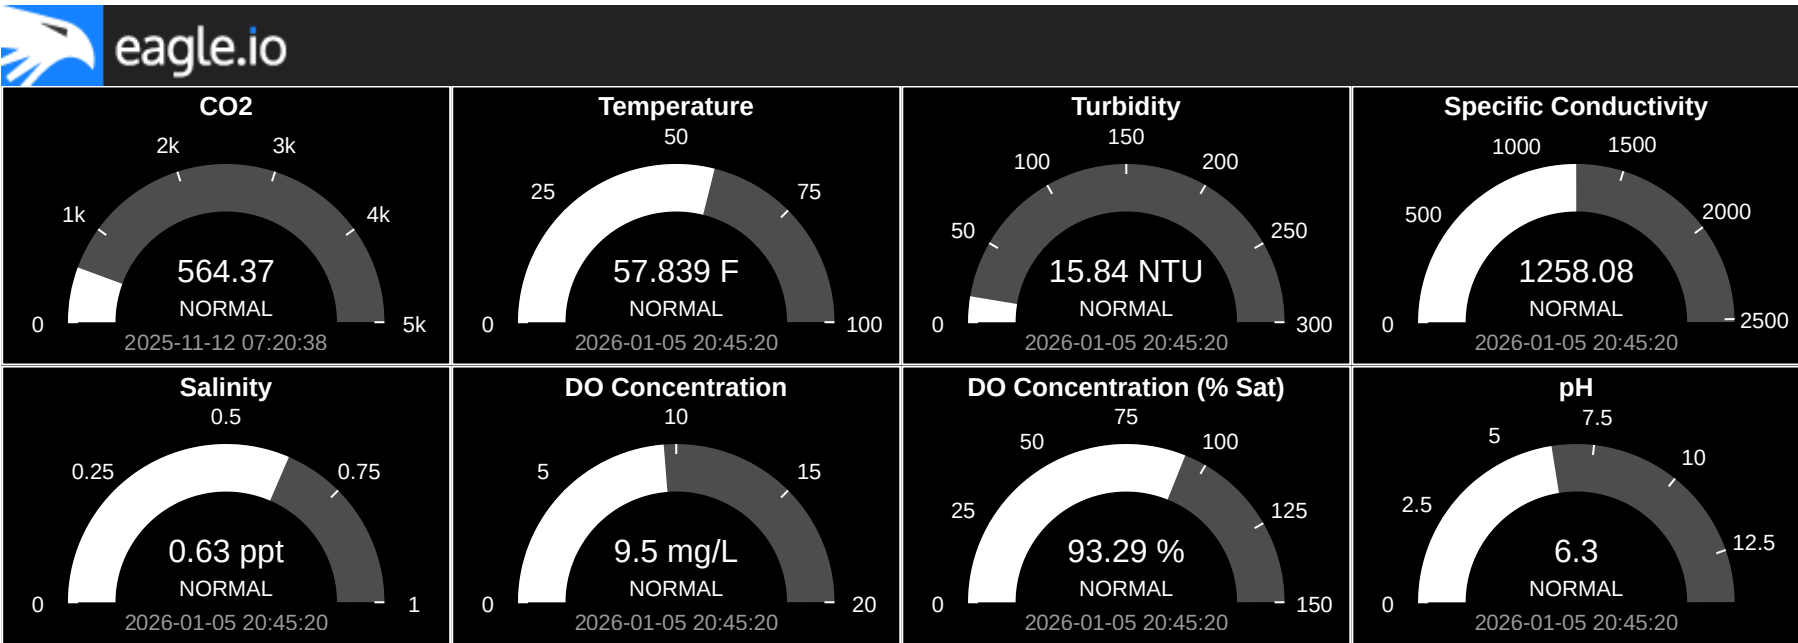 eagle.io
CO2
0
1k
2k
3k
4k
5k
564.37
NORMAL
2025-11-12 07:20:38
Temperature
0
25
50
75
100
57.839 F
NORMAL
2026-01-05 20:45:20
Turbidity
0
50
100
150
200
250
300
15.84 NTU
NORMAL
2026-01-05 20:45:20
Specific Conductivity
0
500
1000
1500
2000
2500
1258.08
NORMAL
2026-01-05 20:45:20
Salinity
0
0.25
0.5
0.75
1
0.63 ppt
NORMAL
2026-01-05 20:45:20
DO Concentration
0
5
10
15
20
9.5 mg/L
NORMAL
2026-01-05 20:45:20
DO Concentration (% Sat)
0
25
50
75
100
125
150
93.29 %
NORMAL
2026-01-05 20:45:20
pH
0
2.5
5
7.5
10
12.5
6.3
NORMAL
2026-01-05 20:45:20